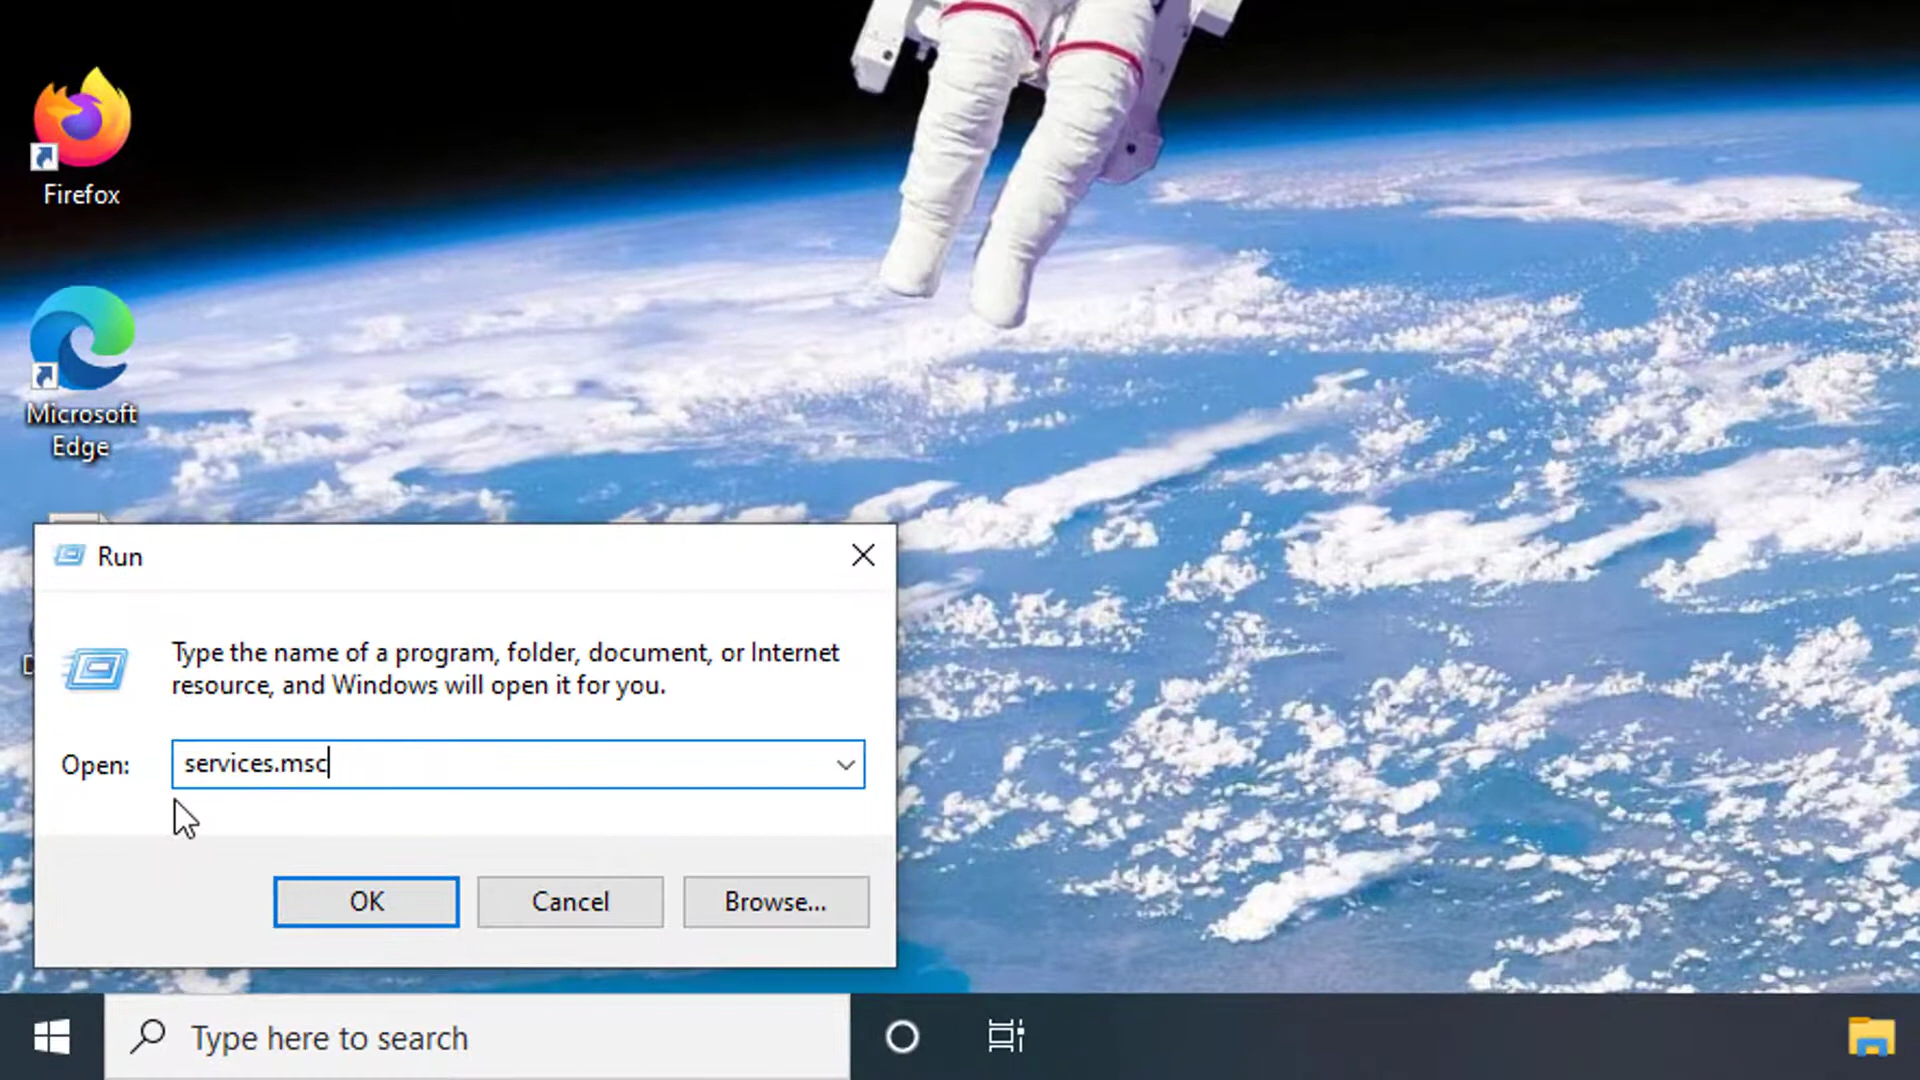 Firefox
Microsoft
Edge
Run
Type the name of a program, folder, document, or Internet
resource, and Windows will open it for you.
Open:
services.msc
OK
Cancel
Browse...
Type here to search